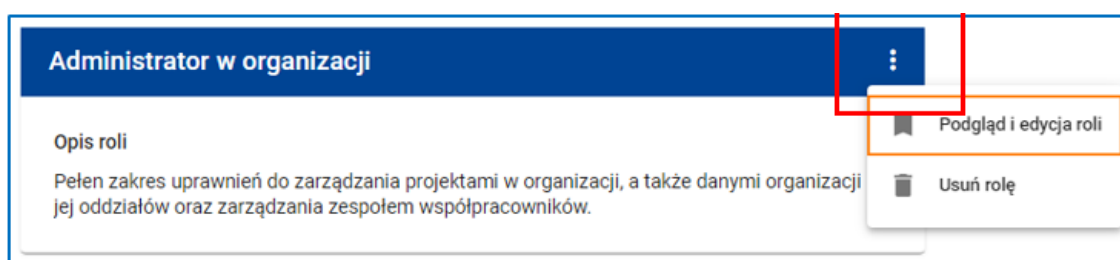 Administrator w organizacji
Podgląd i edycja roli
Opis roli
Pełen zakres uprawnień do zarządzania projektami w organizacji, a także danymi organizacji
Usuń rolę
jej oddziałów oraz zarządzania zespołem współpracowników.